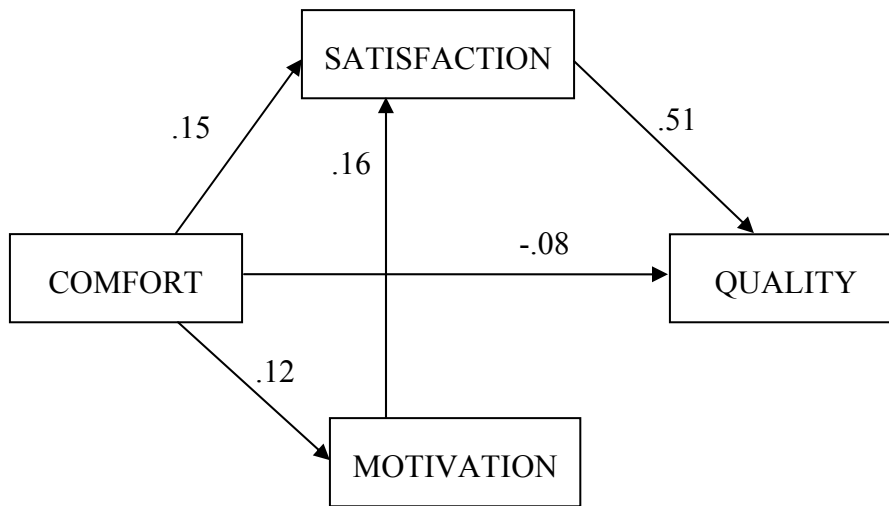 SATISFACTION
.15
.51
.16
-.08
COMFORT
QUALITY
.12
MOTIVATION